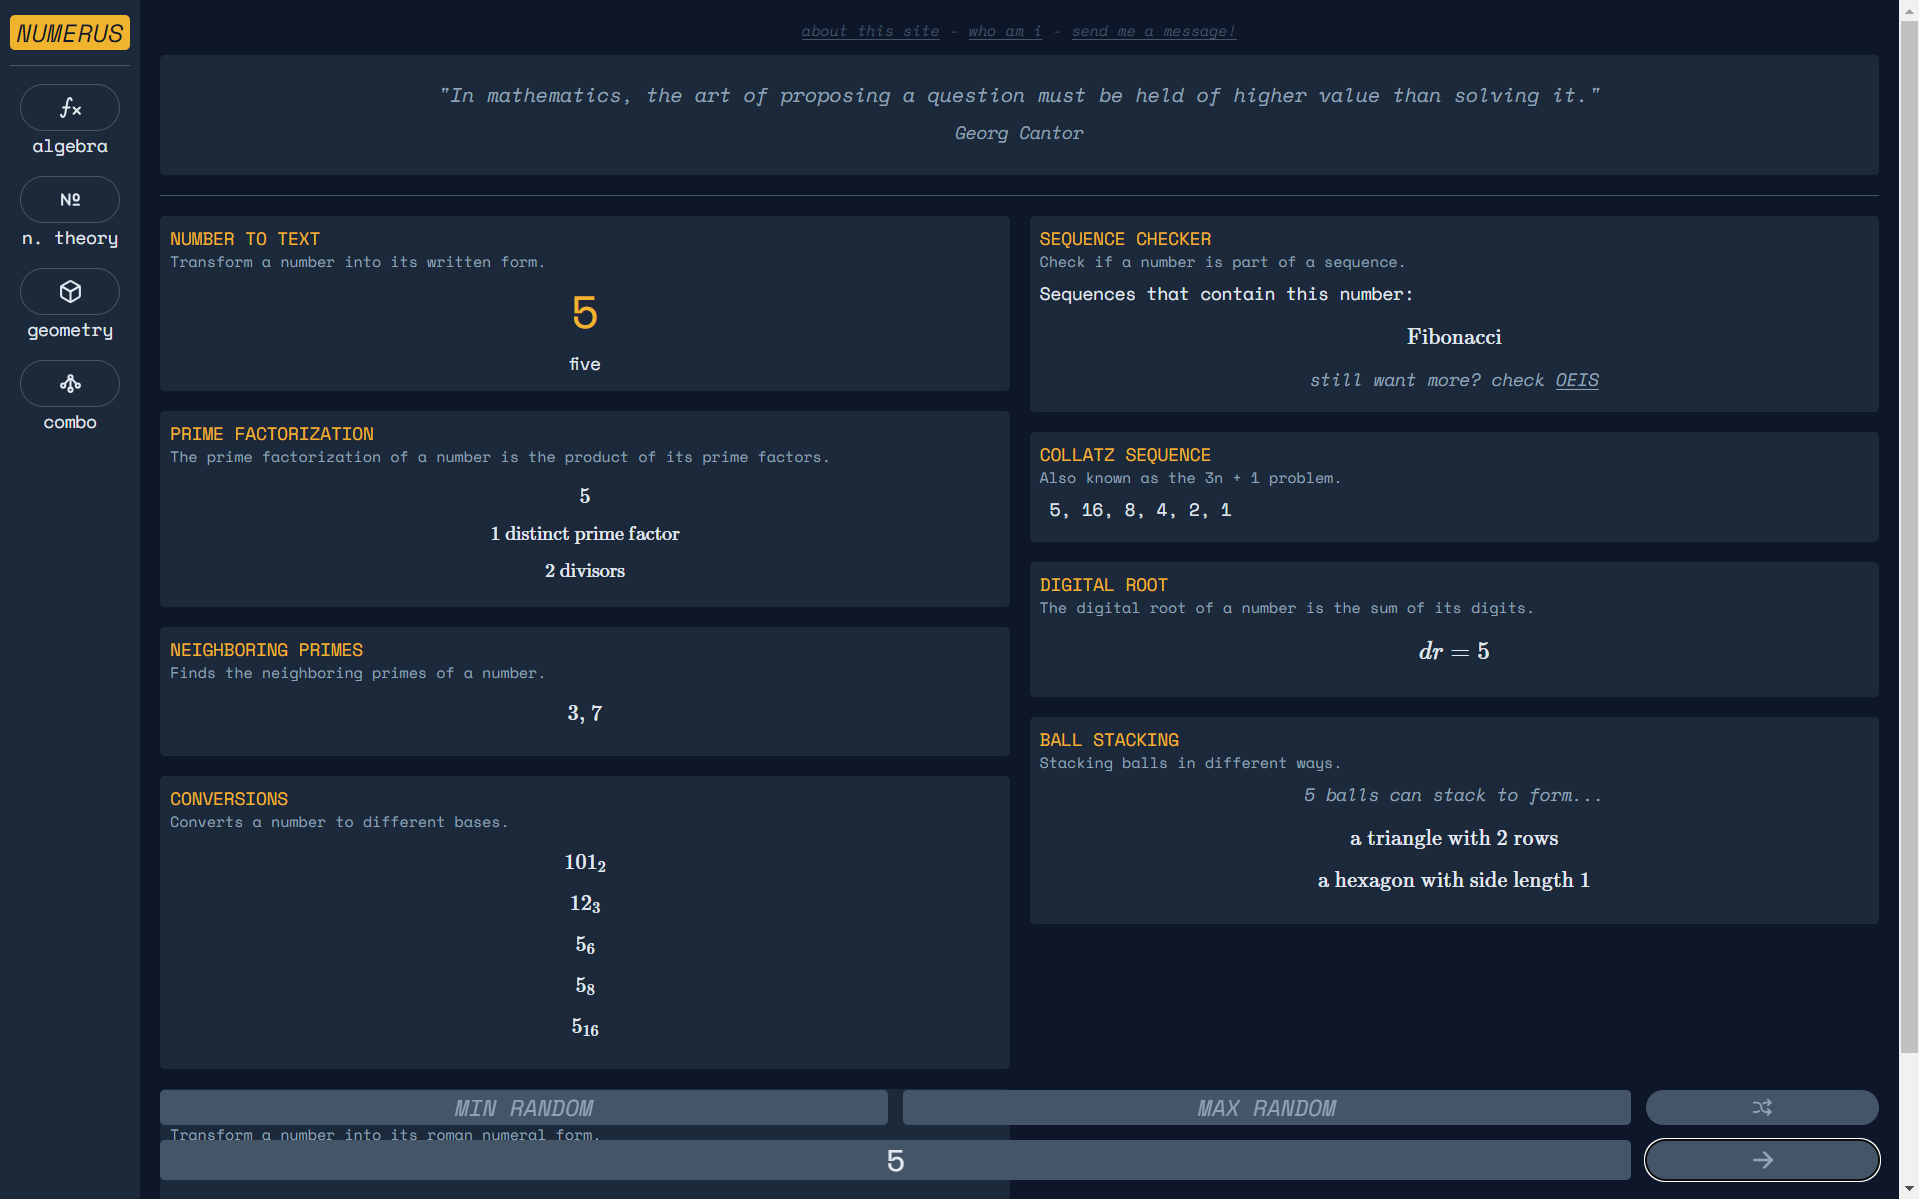 NUMERUS
algebra
Nº
n. theory
geometry
combo
about this site - who am i - send me a message!
"In mathematics, the art of proposing a question must be held of higher value than solving it."
Georg Cantor
NUMBER TO TEXT
Transform a number into its written form.
5
five
PRIME FACTORIZATION
The prime factorization of a number is the product of its prime factors.
5
1 distinct prime factor
2 divisors
NEIGHBORING PRIMES
Finds the neighboring primes of a number.
3, 7
CONVERSIONS
Converts a number to different bases.
101₂
12₃
5₆
5₈
5₁₆
Transform a number into its roman numeral form.
SEQUENCE CHECKER
Check if a number is part of a sequence.
Sequences that contain this number:
Fibonacci
still want more? check OEIS
COLLATZ SEQUENCE
Also known as the 3n + 1 problem.
5, 16, 8, 4, 2, 1
DIGITAL ROOT
The digital root of a number is the sum of its digits.
dr = 5
BALL STACKING
Stacking balls in different ways.
5 balls can stack to form...
a triangle with 2 rows
a hexagon with side length 1
MIN RANDOM
MAX RANDOM
5